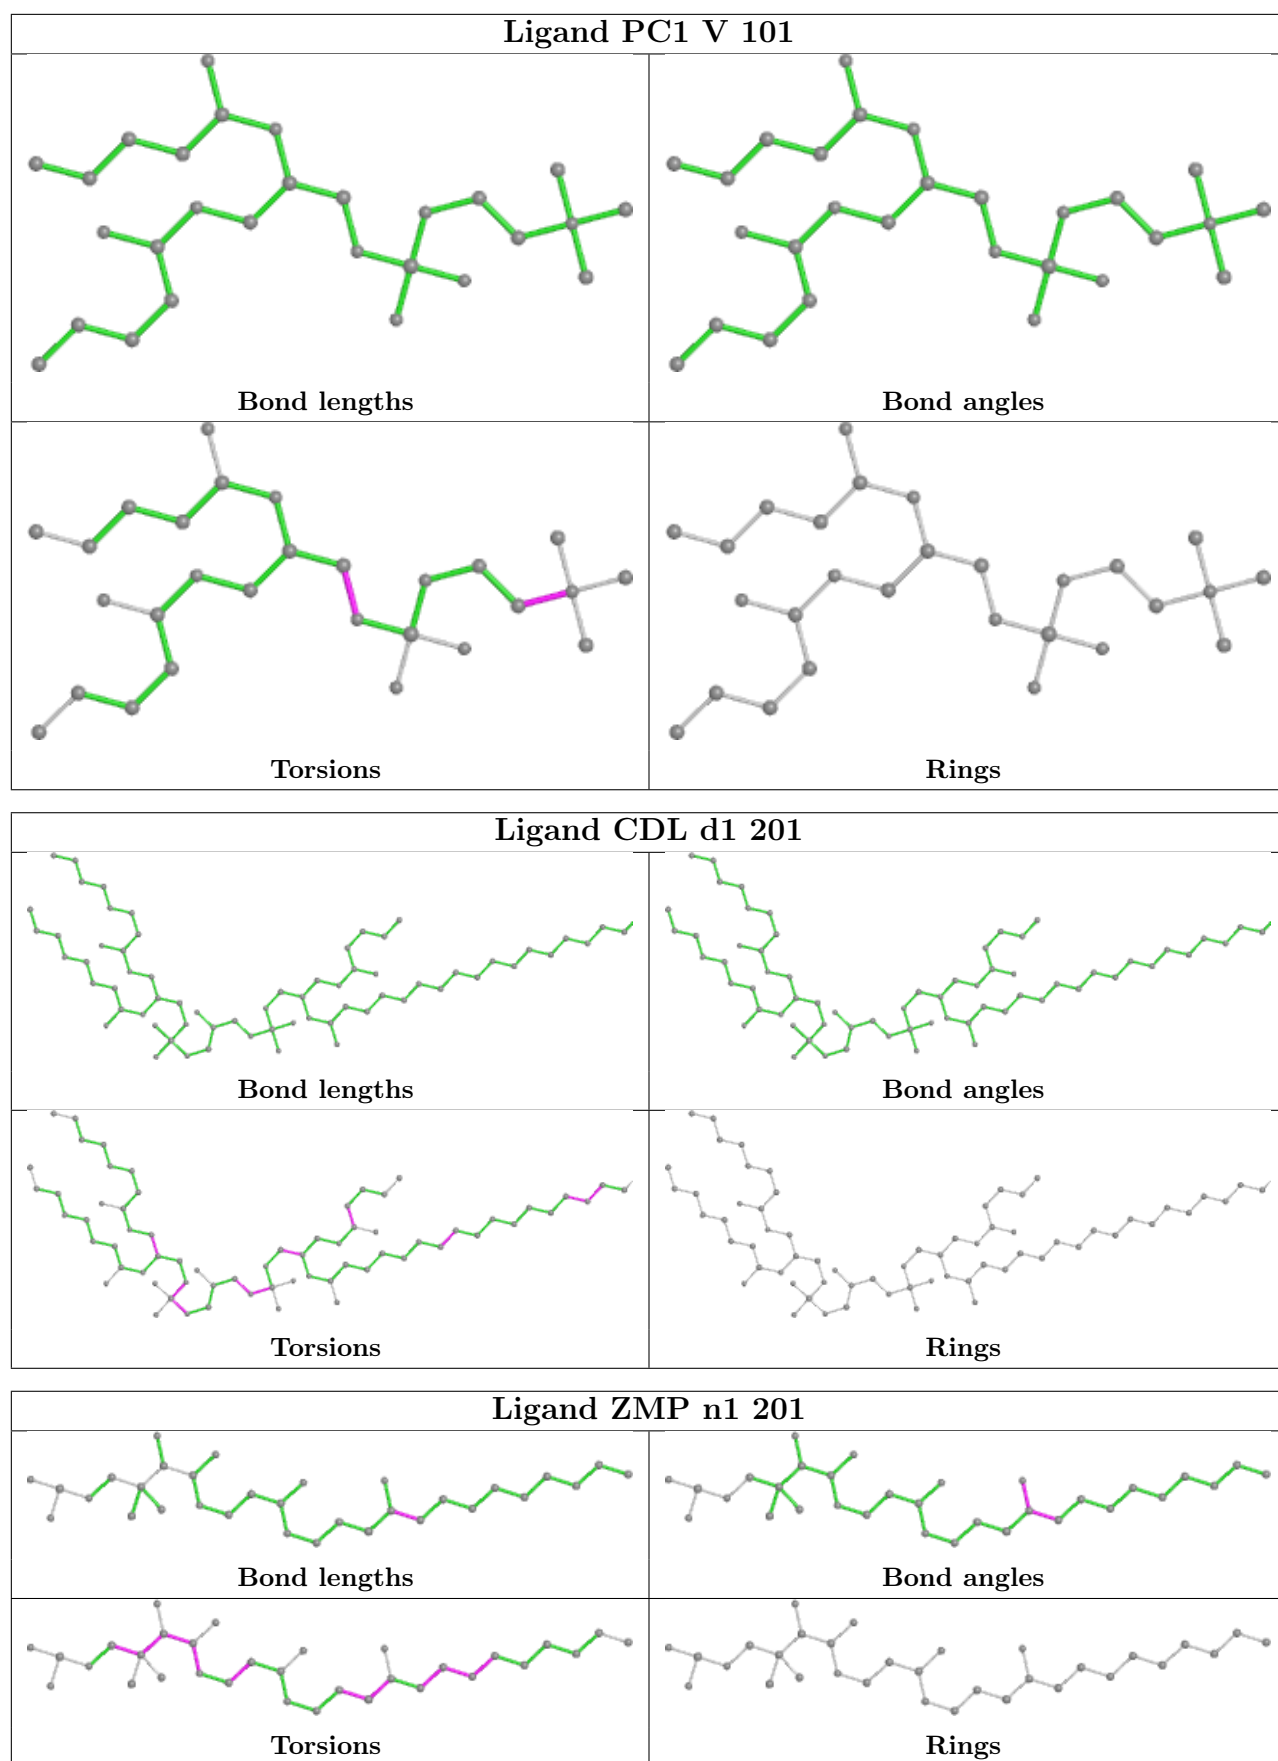 Ligand PC1 V 101
Bond lengths
Bond angles
Torsions
Rings
Ligand CDL d1 201
Bond lengths
Bond angles
Torsions
Rings
Ligand ZMP n1 201
Bond lengths
Bond angles
Torsions
Rings